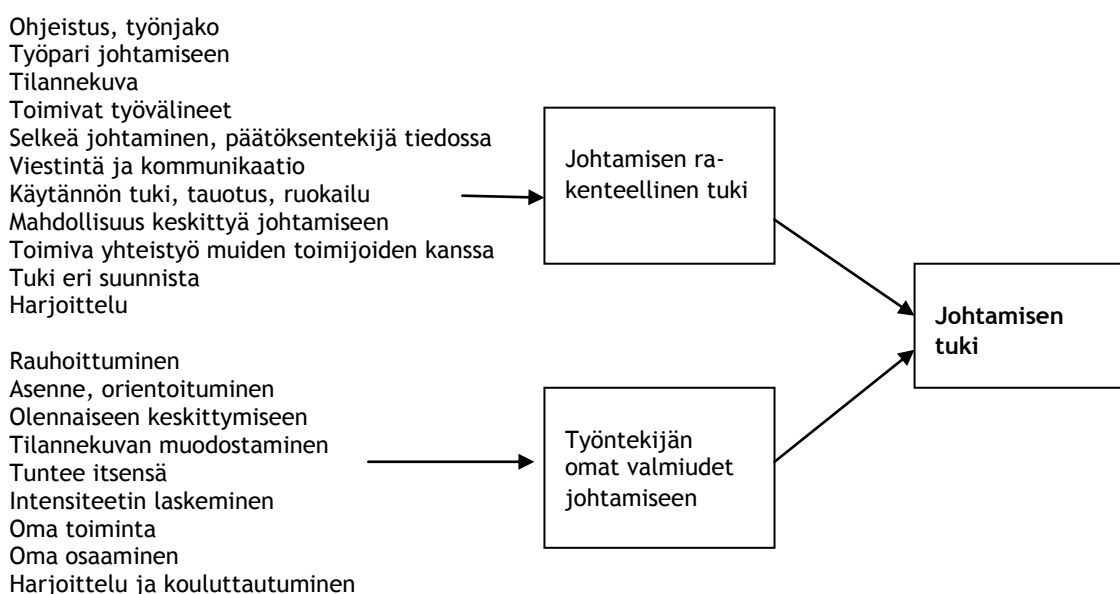 Ohjeistus, työnjako
Työpari johtamiseen
Tilannekuva
Toimivat työvälineet
Selkeä johtaminen, päätöksentekijä tiedossa
Viestintä ja kommunikaatio
Käytännön tuki, tauotus, ruokailu
Mahdollisuus keskittyä johtamiseen
Toimiva yhteistyö muiden toimijoiden kanssa
Tuki eri suunnista
Harjoittelu
Johtamisen ra-
kenteellinen tuki
Rauhoittuminen
Asenne, orientoituminen
Olennaiseen keskittymiseen
Tilannekuvan muodostaminen
Tuntee itsensä
Intensiteetin laskeminen
Oma toiminta
Oma osaaminen
Harjoittelu ja kouluttautuminen
Työntekijän
omat valmiudet
johtamiseen
Johtamisen
tuki